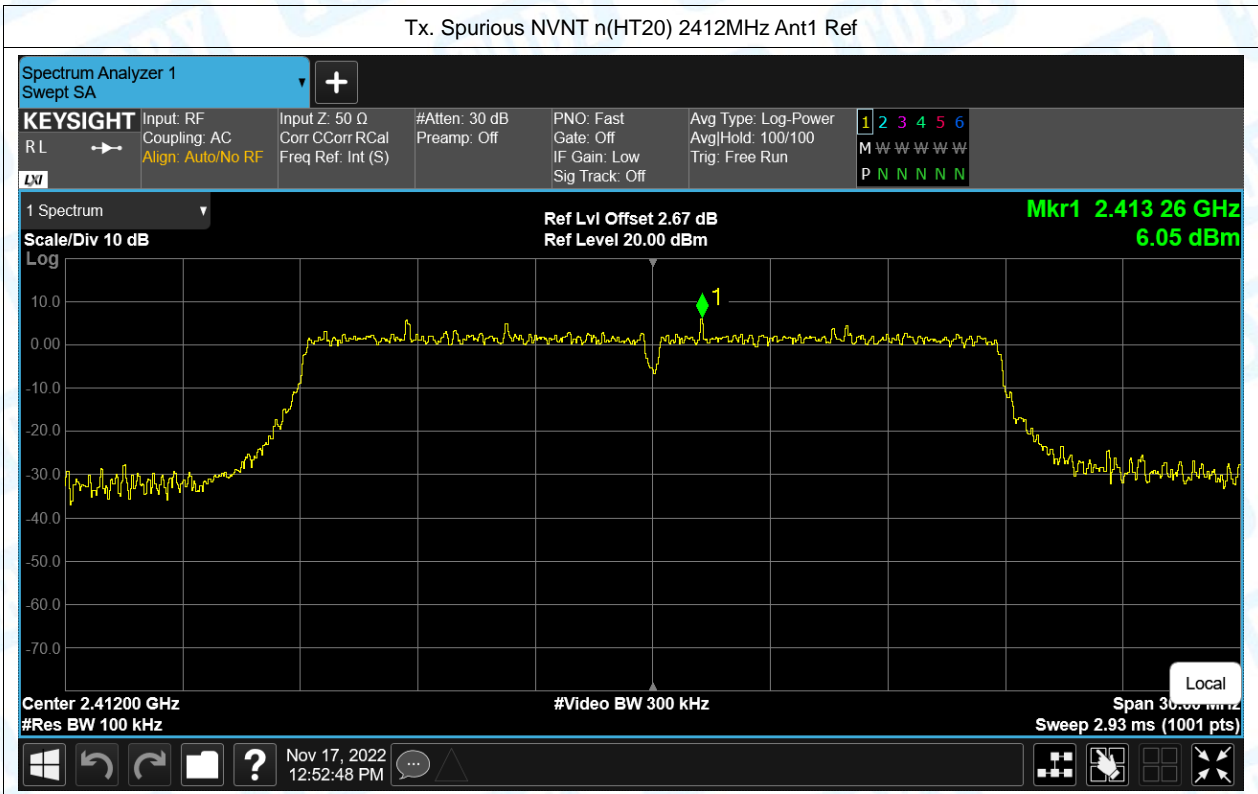 Tx. Spurious NVNT n(HT20) 2412MHz Ant1 Ref
Spectrum Analyzer 1
Swept SA
KEYSIGHT
R L
LXI
Input: RF
Coupling: AC
Align: Auto/No RF
Input Z: 50 Ω
Corr CCorr RCal
Freq Ref: Int (S)
#Atten: 30 dB
Preamp: Off
PNO: Fast
Gate: Off
IF Gain: Low
Sig Track: Off
Avg Type: Log-Power
Avg|Hold: 100/100
Trig: Free Run
1 2 3 4 5 6
M W W W W W
P N N N N N
1 Spectrum
Scale/Div 10 dB
Ref Lvl Offset 2.67 dB
Ref Level 20.00 dBm
Mkr1 2.413 26 GHz
6.05 dBm
Log
10.0
0.00
-10.0
-20.0
-30.0
-40.0
-50.0
-60.0
-70.0
1
Local
Center 2.41200 GHz
#Res BW 100 kHz
#Video BW 300 kHz
Span 30.00 MHz
Sweep 2.93 ms (1001 pts)
?
Nov 17, 2022
12:52:48 PM